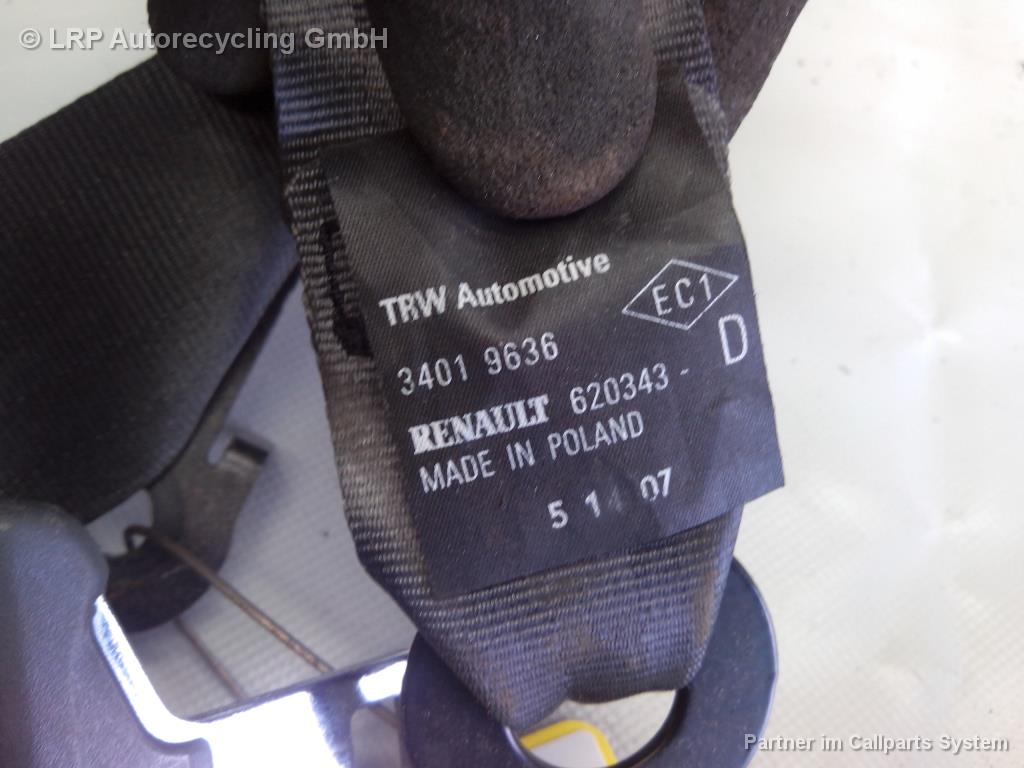 © LRP Autorecycling GmbH
TRW Automotive
EC1
3401 9636
D
RENAULT 620343-
MADE IN POLAND
5 1 07
Partner im Callparts System